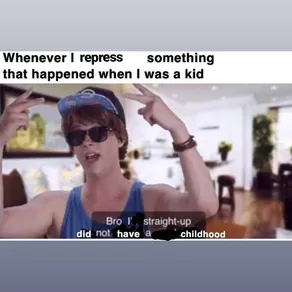 Whenever I repress something
that happened when I was a kid
Bro I' straight-up
did not have a childhood